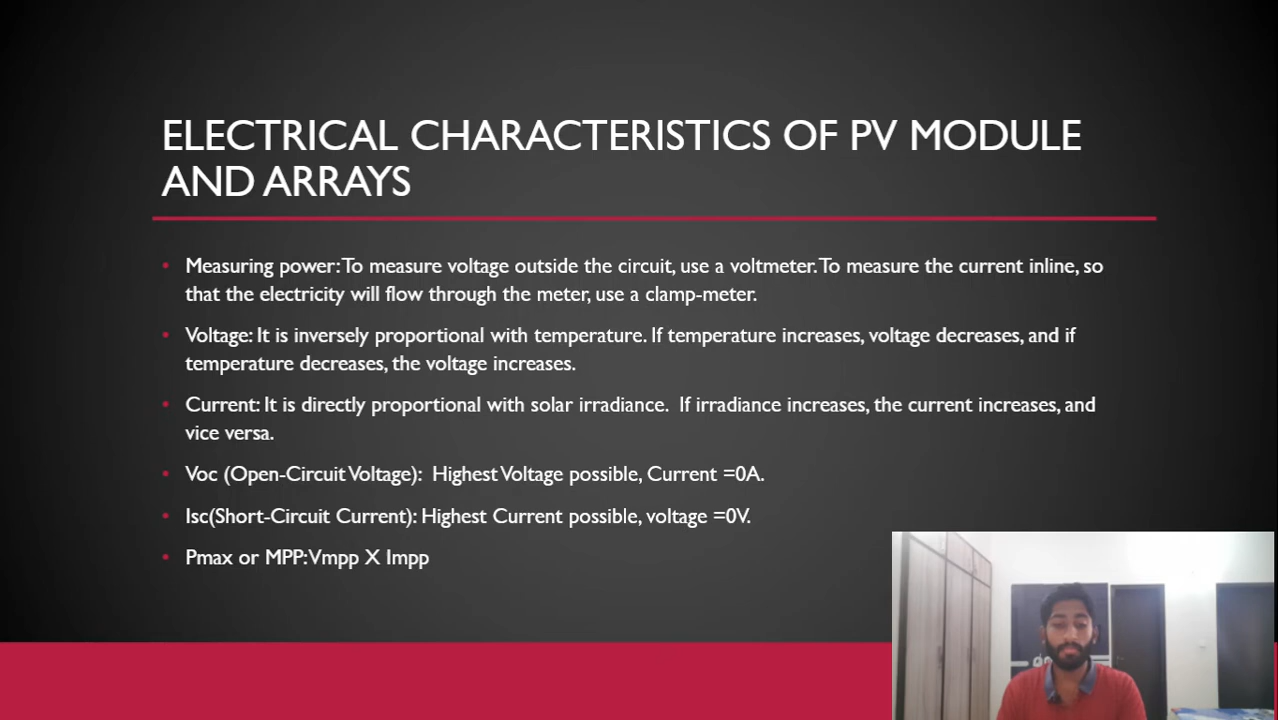 ELECTRICAL CHARACTERISTICS OF PV MODULE
AND ARRAYS
• Measuring power: To measure voltage outside the circuit, use a voltmeter. To measure the current inline, so
that the electricity will flow through the meter, use a clamp-meter.
• Voltage: It is inversely proportional with temperature. If temperature increases, voltage decreases, and if
temperature decreases, the voltage increases.
• Current: It is directly proportional with solar irradiance.  If irradiance increases, the current increases, and
vice versa.
• Voc (Open-Circuit Voltage):  Highest Voltage possible, Current =0A.
• Isc(Short-Circuit Current): Highest Current possible, voltage =0V.
• Pmax or MPP: Vmpp X Impp